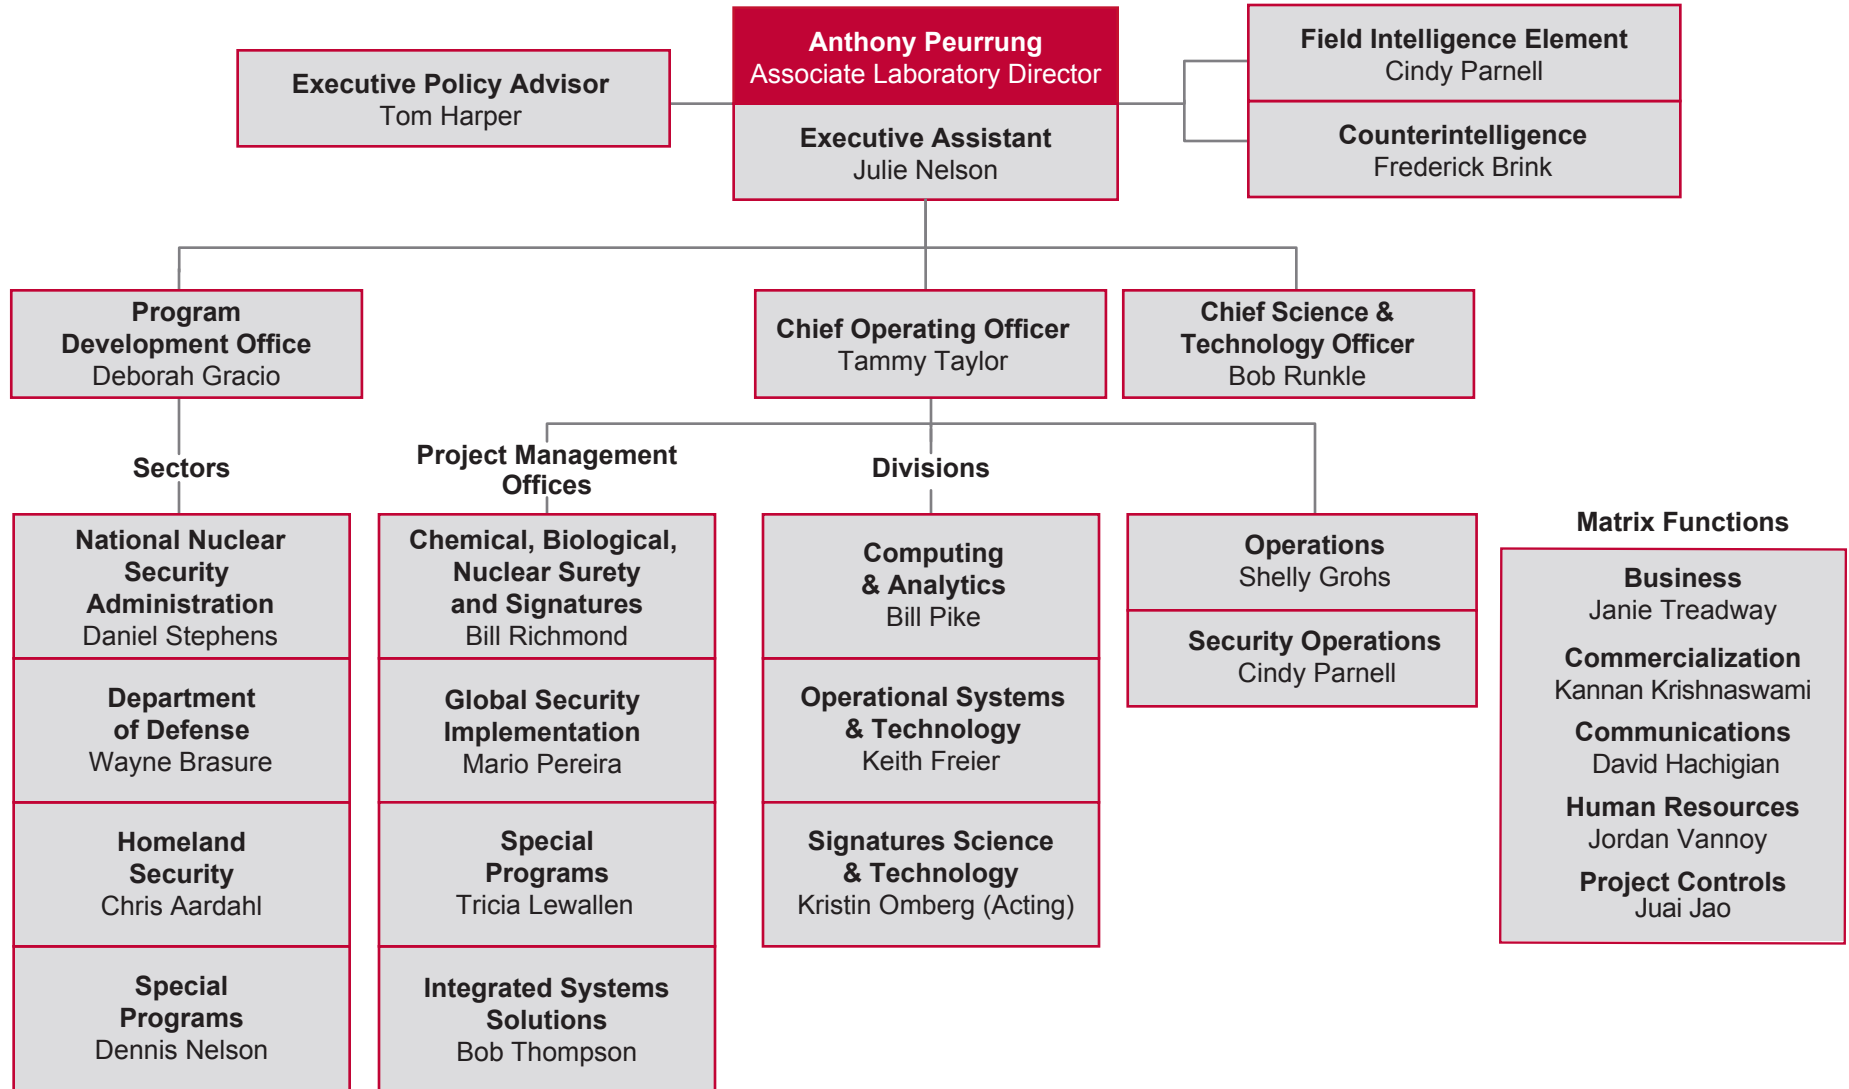 Anthony Peurrung
Associate Laboratory Director
Executive Assistant
Julie Nelson
Executive Policy Advisor
Tom Harper
Field Intelligence Element
Cindy Parnell
Counterintelligence
Frederick Brink
Program
Development Office
Deborah Gracio
Chief Operating Officer
Tammy Taylor
Chief Science &
Technology Officer
Bob Runkle
Sectors
National Nuclear
Security
Administration
Daniel Stephens
Department
of Defense
Wayne Brasure
Homeland
Security
Chris Aardahl
Special
Programs
Dennis Nelson
Project Management
Offices
Chemical, Biological,
Nuclear Surety
and Signatures
Bill Richmond
Global Security
Implementation
Mario Pereira
Special
Programs
Tricia Lewallen
Integrated Systems
Solutions
Bob Thompson
Divisions
Computing
& Analytics
Bill Pike
Operational Systems
& Technology
Keith Freier
Signatures Science
& Technology
Kristin Omberg (Acting)
Operations
Shelly Grohs
Security Operations
Cindy Parnell
Matrix Functions
Business
Janie Treadway
Commercialization
Kannan Krishnaswami
Communications
David Hachigian
Human Resources
Jordan Vannoy
Project Controls
Juai Jao